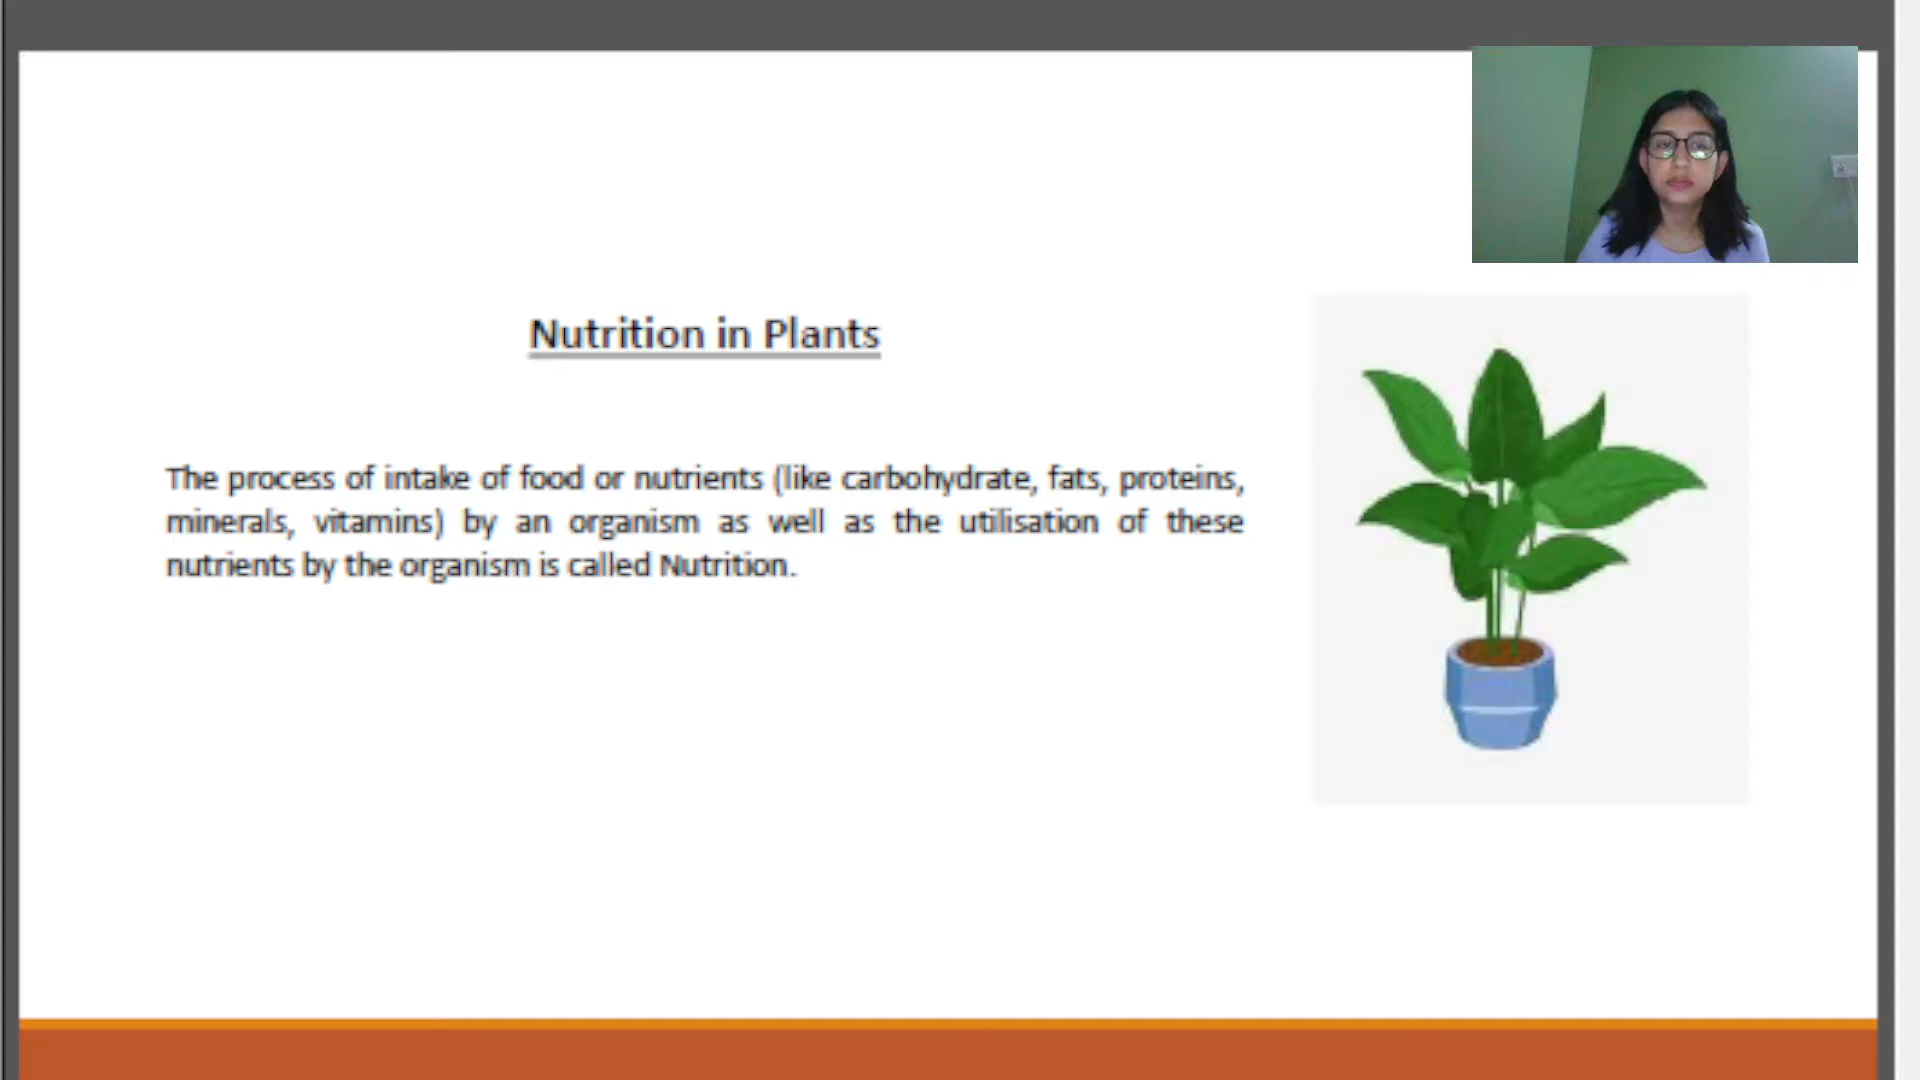 Nutrition in Plants
The process of intake of food or nutrients (like carbohydrate, fats, proteins,
minerals, vitamins) by an organism as well as the utilisation of these
nutrients by the organism is called Nutrition.